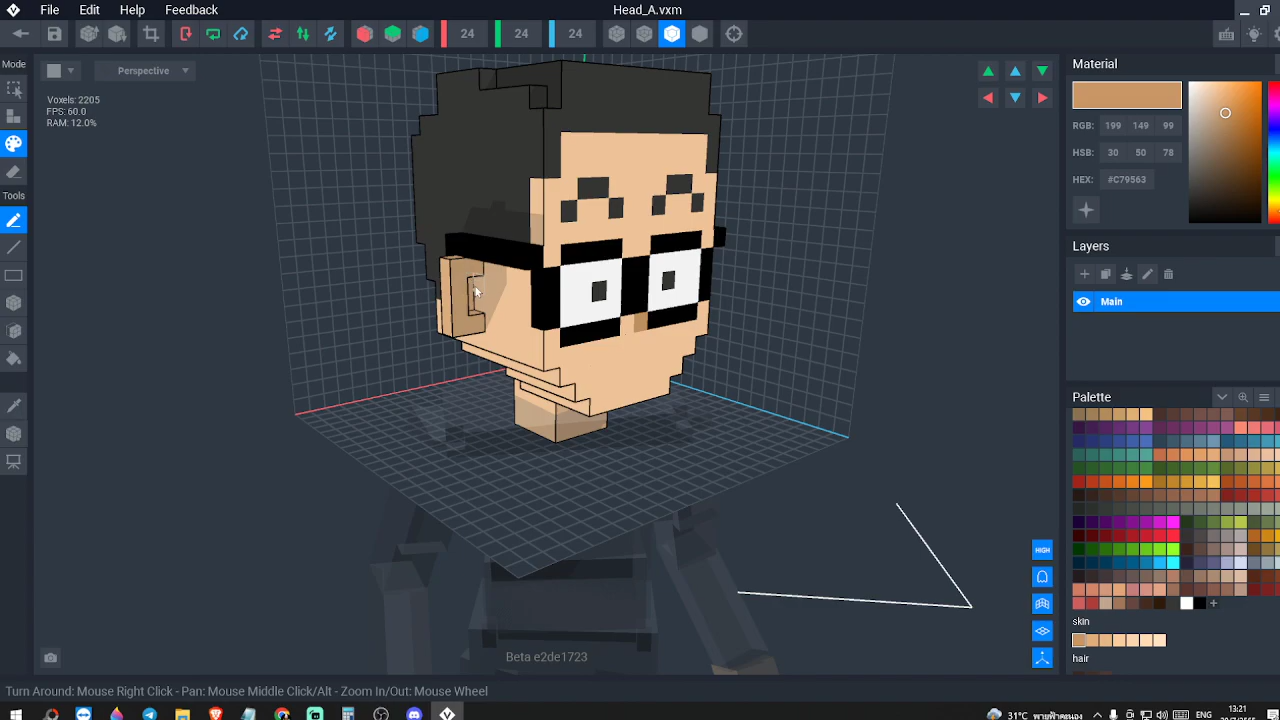 File Edit Help Feedback
Head_A.vxm
24 24 24
Mode
Tools
Perspective
Voxels: 2205
FPS: 60.0
RAM: 12.0%
Material
RGB: 199 149 99
HSB: 30 50 78
HEX: #C79563
Layers
Main
Palette
skin
hair
HIGH
Beta e2de1723
Turn Around: Mouse Right Click - Pan: Mouse Middle Click/Alt - Zoom In/Out: Mouse Wheel
31°C
ENG
13:21